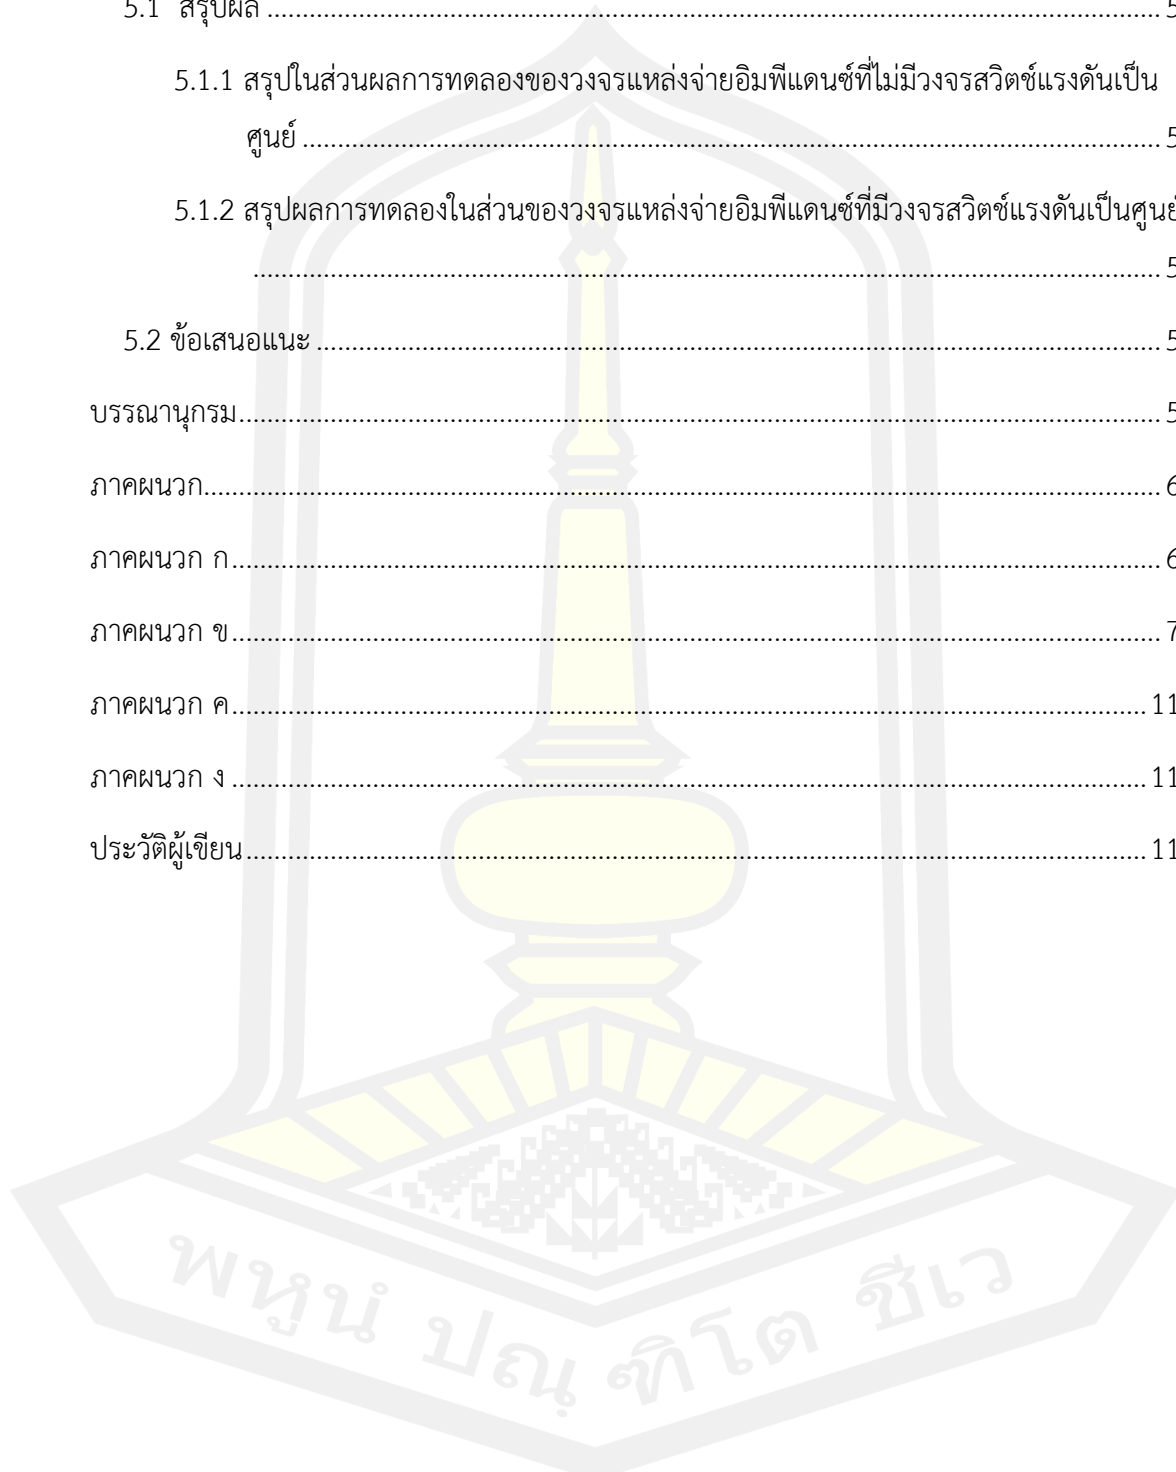 5.1 สรุปผล ........................................ 5
5.1.1 สรุปในส่วนผลการทดลองของวงจรแหล่งจ่ายอิมพีแดนซ์ที่ไม่มีวงจรสวิตช์แรงดันเป็น
ศูนย์ ........................................ 5
5.1.2 สรุปผลการทดลองในส่วนของวงจรแหล่งจ่ายอิมพีแดนซ์ที่มีวงจรสวิตช์แรงดันเป็นศูนย์
........................................ 5
5.2 ข้อเสนอแนะ ........................................ 5
บรรณานุกรม........................................ 5
ภาคผนวก........................................ 6
ภาคผนวก ก ........................................ 6
ภาคผนวก ข ........................................ 7
ภาคผนวก ค ........................................ 11
ภาคผนวก ง ........................................ 11
ประวัติผู้เขียน ........................................ 11
พหูนํ ปณฺฑิโต ชีเว